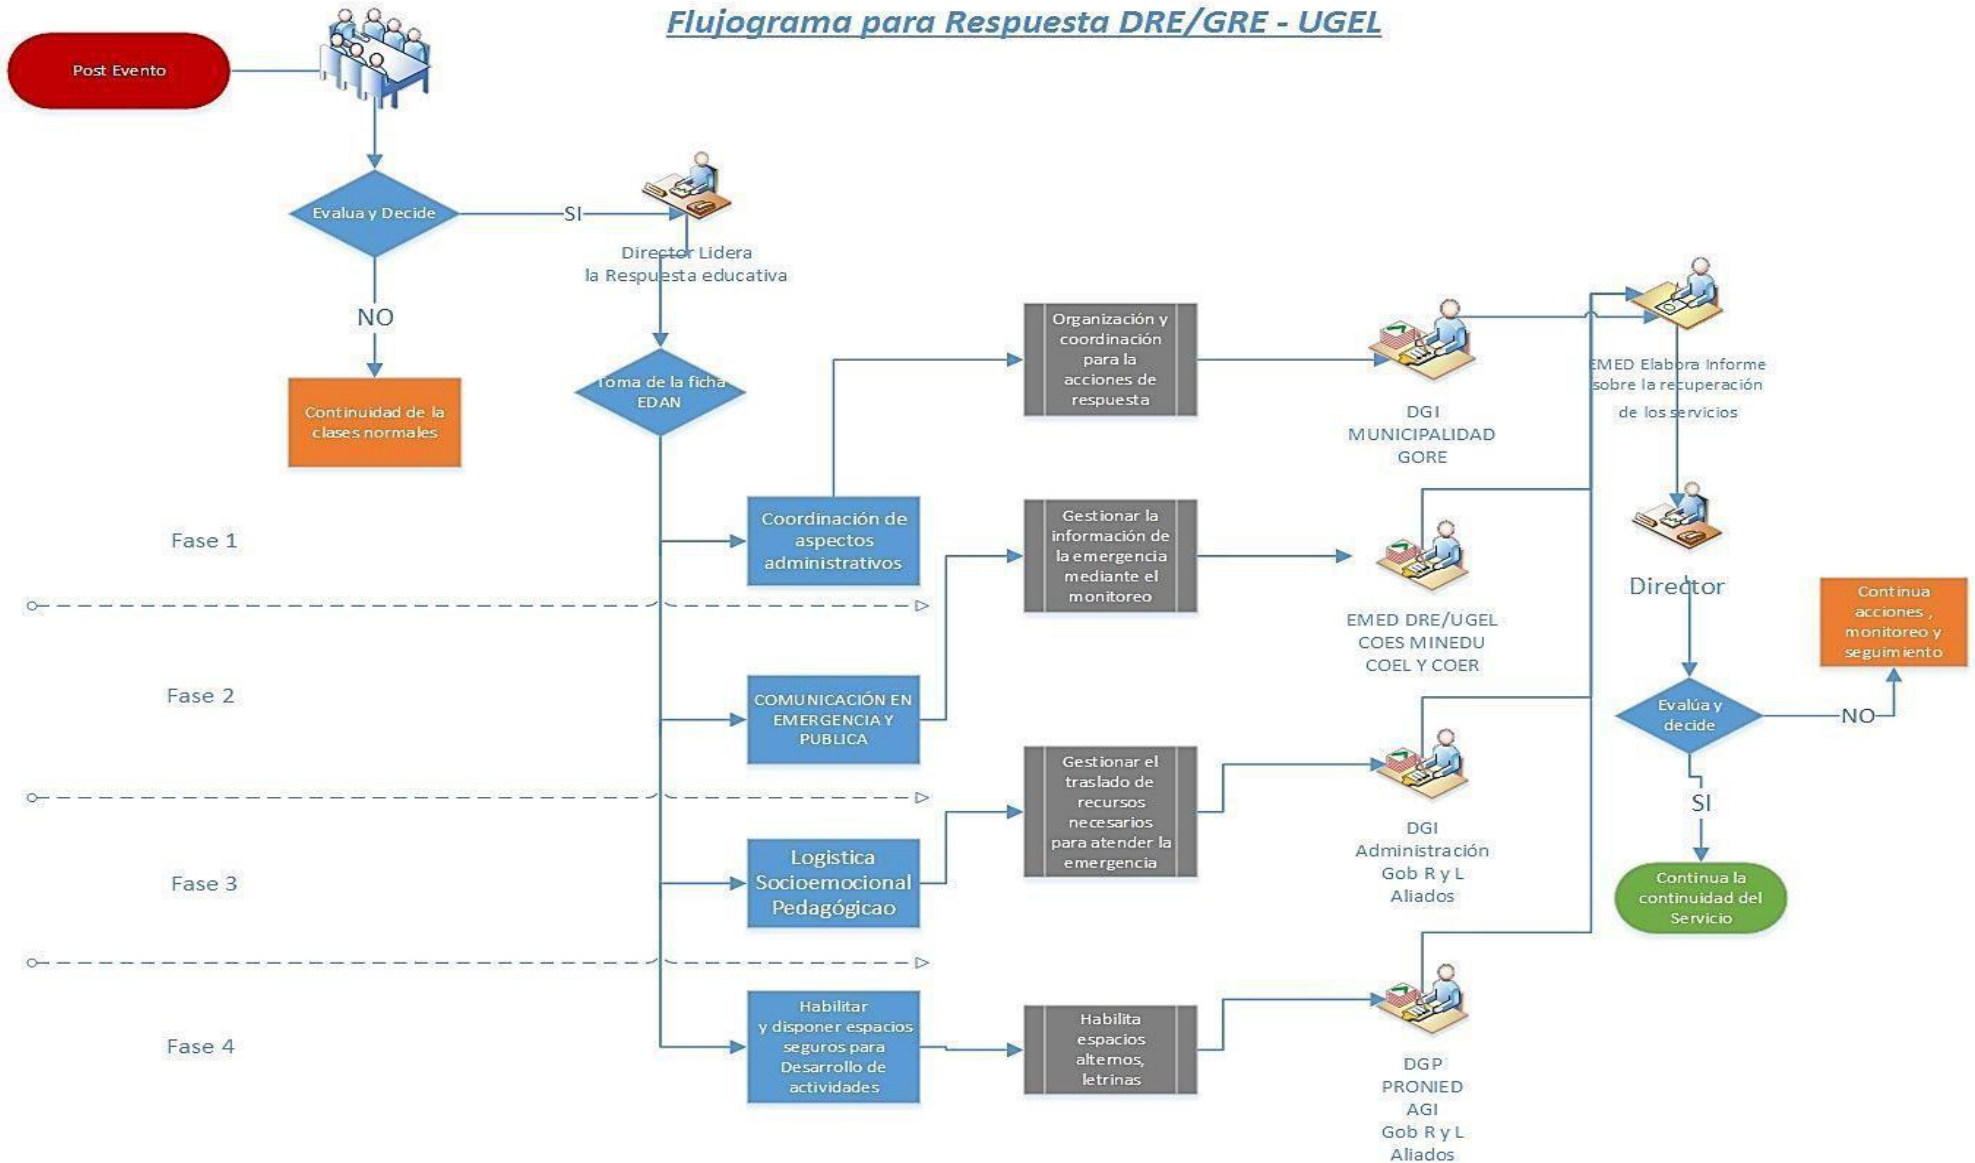 Flujograma para Respuesta DRE/GRE - UGEL
Post Evento
Evalua y Decide
SI
Director Lidera
la Respuesta educativa
NO
Continuidad de la
clases normales
Toma de la ficha
EDAN
Organización y
coordinación
para la
acciones de
respuesta
DGI
MUNICIPALIDAD
GORE
EMED Elabora Informe
sobre la recuperación
de los servicios
Fase 1
Coordinación de
aspectos
administrativos
Gestionar la
información de
la emergencia
mediante el
monitoreo
EMED DRE/UGEL
COES MINEDU
COEL Y COER
Director
Continua
acciones ,
monitoreo y
seguimiento
Fase 2
COMUNICACIÓN EN
EMERGENCIA Y
PUBLICA
Evalúa y
decide
NO
SI
Gestionar el
traslado de
recursos
necesarios
para atender la
emergencia
DGI
Administración
Gob R y L
Aliados
Fase 3
Logistica
Socioemocional
Pedagógicao
Continua la
continuidad del
Servicio
Fase 4
Habilitar
y disponer espacios
seguros para
Desarrollo de
actividades
Habilita
espacios
alternos,
letrinas
DGP
PRONIED
AGI
Gob R y L
Aliados